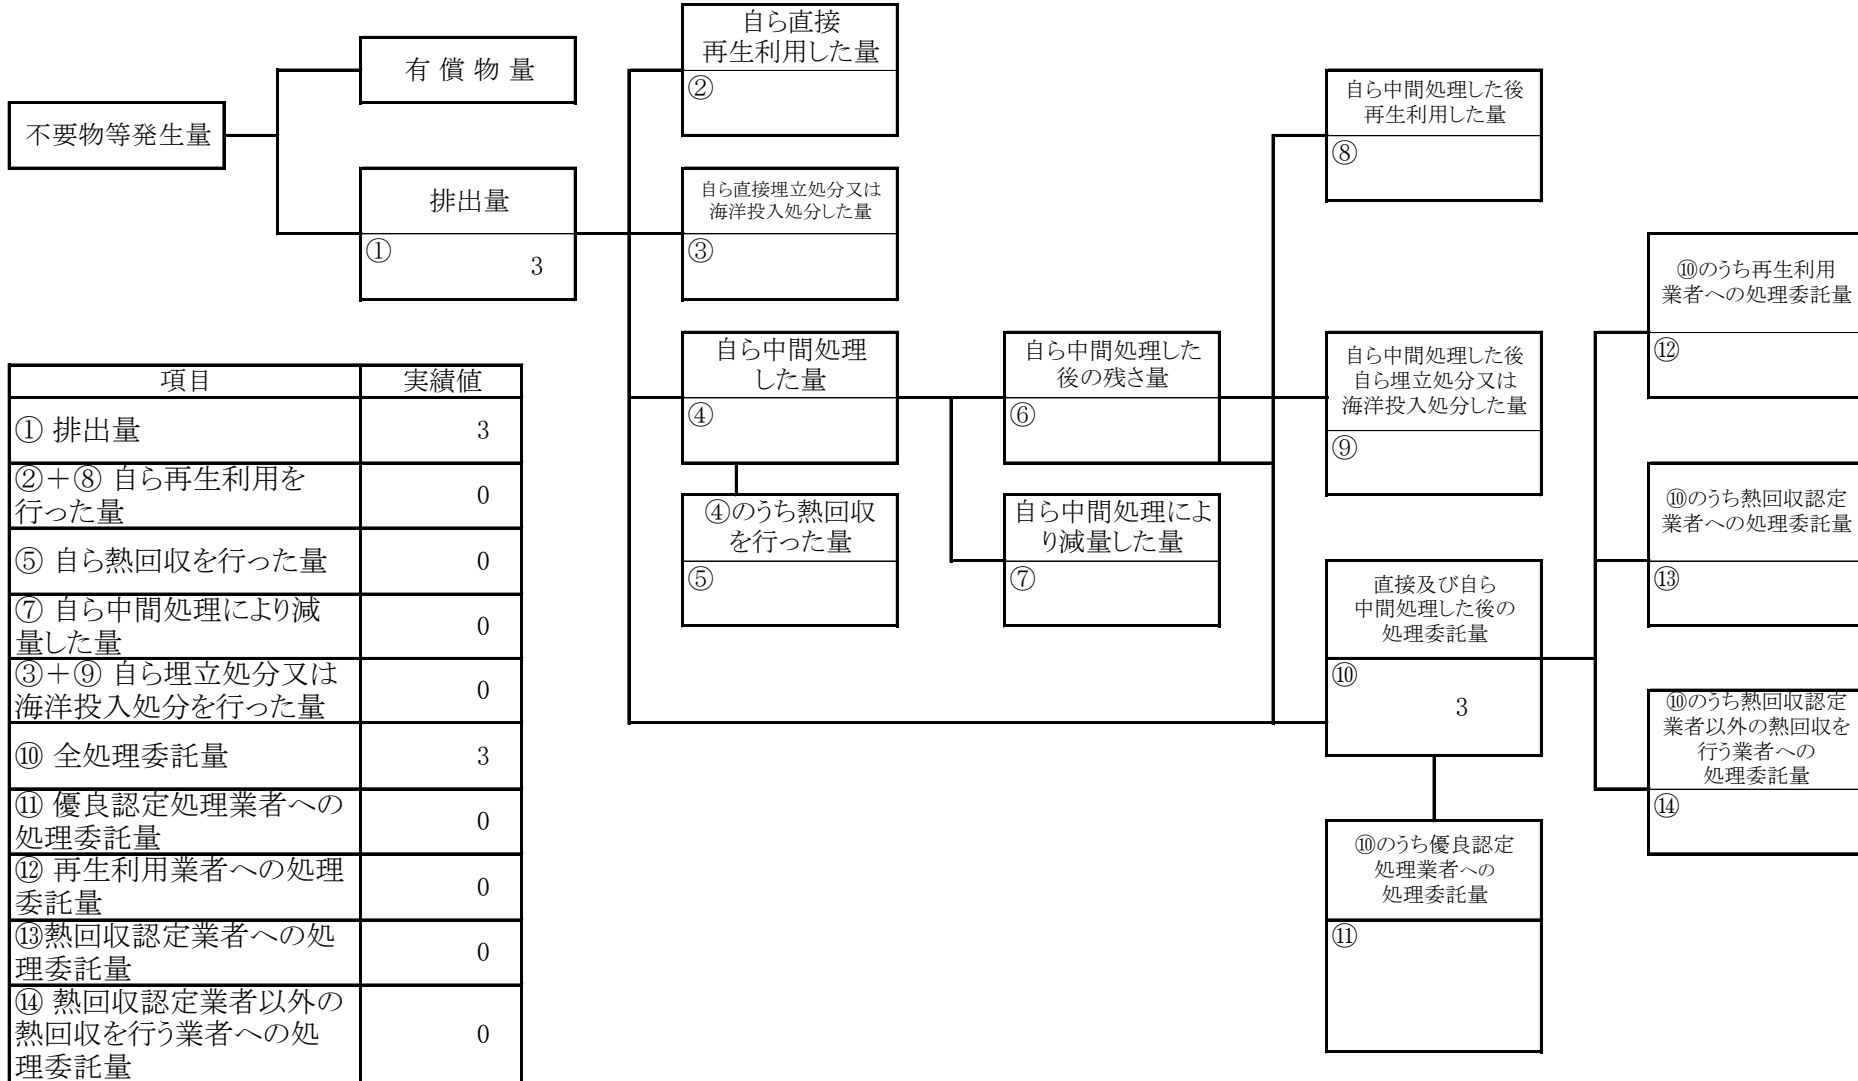 不要物等発生量
有 償 物 量
排出量
①
3
自ら直接
再生利用した量
②
自ら直接埋立処分又は
海洋投入処分した量
③
自ら中間処理
した量
④
④のうち熱回収
を行った量
⑤
自ら中間処理した
後の残さ量
⑥
自ら中間処理によ
り減量した量
⑦
自ら中間処理した後
再生利用した量
⑧
自ら中間処理した後
自ら埋立処分又は
海洋投入処分した量
⑨
直接及び自ら
中間処理した後の
処理委託量
⑩
3
⑩のうち優良認定
処理業者への
処理委託量
⑪
⑩のうち再生利用
業者への処理委託量
⑫
⑩のうち熱回収認定
業者への処理委託量
⑬
⑩のうち熱回収認定
業者以外の熱回収を
行う業者への
処理委託量
⑭
項目 実績値
① 排出量 3
②＋⑧ 自ら再生利用を
行った量 0
⑤ 自ら熱回収を行った量 0
⑦ 自ら中間処理により減
量した量 0
③＋⑨ 自ら埋立処分又は
海洋投入処分を行った量 0
⑩ 全処理委託量 3
⑪ 優良認定処理業者への
処理委託量 0
⑫ 再生利用業者への処理
委託量 0
⑬熱回収認定業者への処
理委託量 0
⑭ 熱回収認定業者以外の
熱回収を行う業者への処
理委託量 0